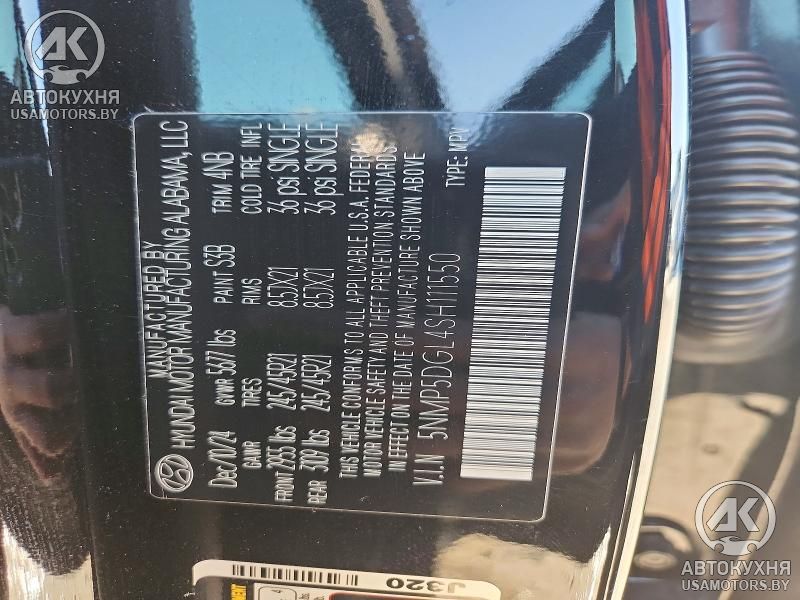 MANUFACTURED BY
HYUNDAI MOTOR MANUFACTURING ALABAMA, LLC
Dec/10/24 GVWR 5677 lbs PAINT S3B TRIM 4NB
GAWR TIRES RIMS COLD TIRE INFL
FRONT 2955 lbs 245/45R21 8.5JX21 36 psi SINGLE
REAR 3109 lbs 245/45R21 8.5JX21 36 psi SINGLE
THIS VEHICLE CONFORMS TO ALL APPLICABLE U.S.A. FEDERAL
MOTOR VEHICLE SAFETY AND THEFT PREVENTION STANDARDS
IN EFFECT ON THE DATE OF MANUFACTURE SHOWN ABOVE
V.I.N 5NMP5DGL4SH111550 TYPE: MPV
J320
AK
АВТОКУХНЯ
USAMOTORS.BY
AK
АВТОКУХНЯ
USAMOTORS.BY